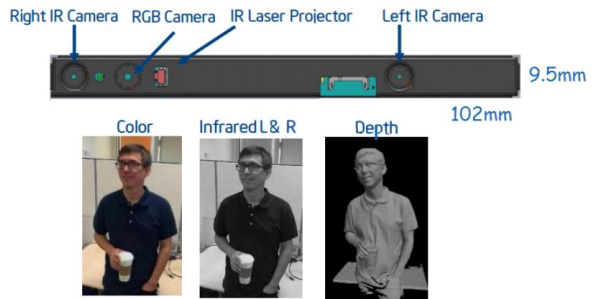 Right IR Camera RGB Camera IR Laser Projector Left IR Camera
9.5mm
102mm
Color Infrared L & R Depth